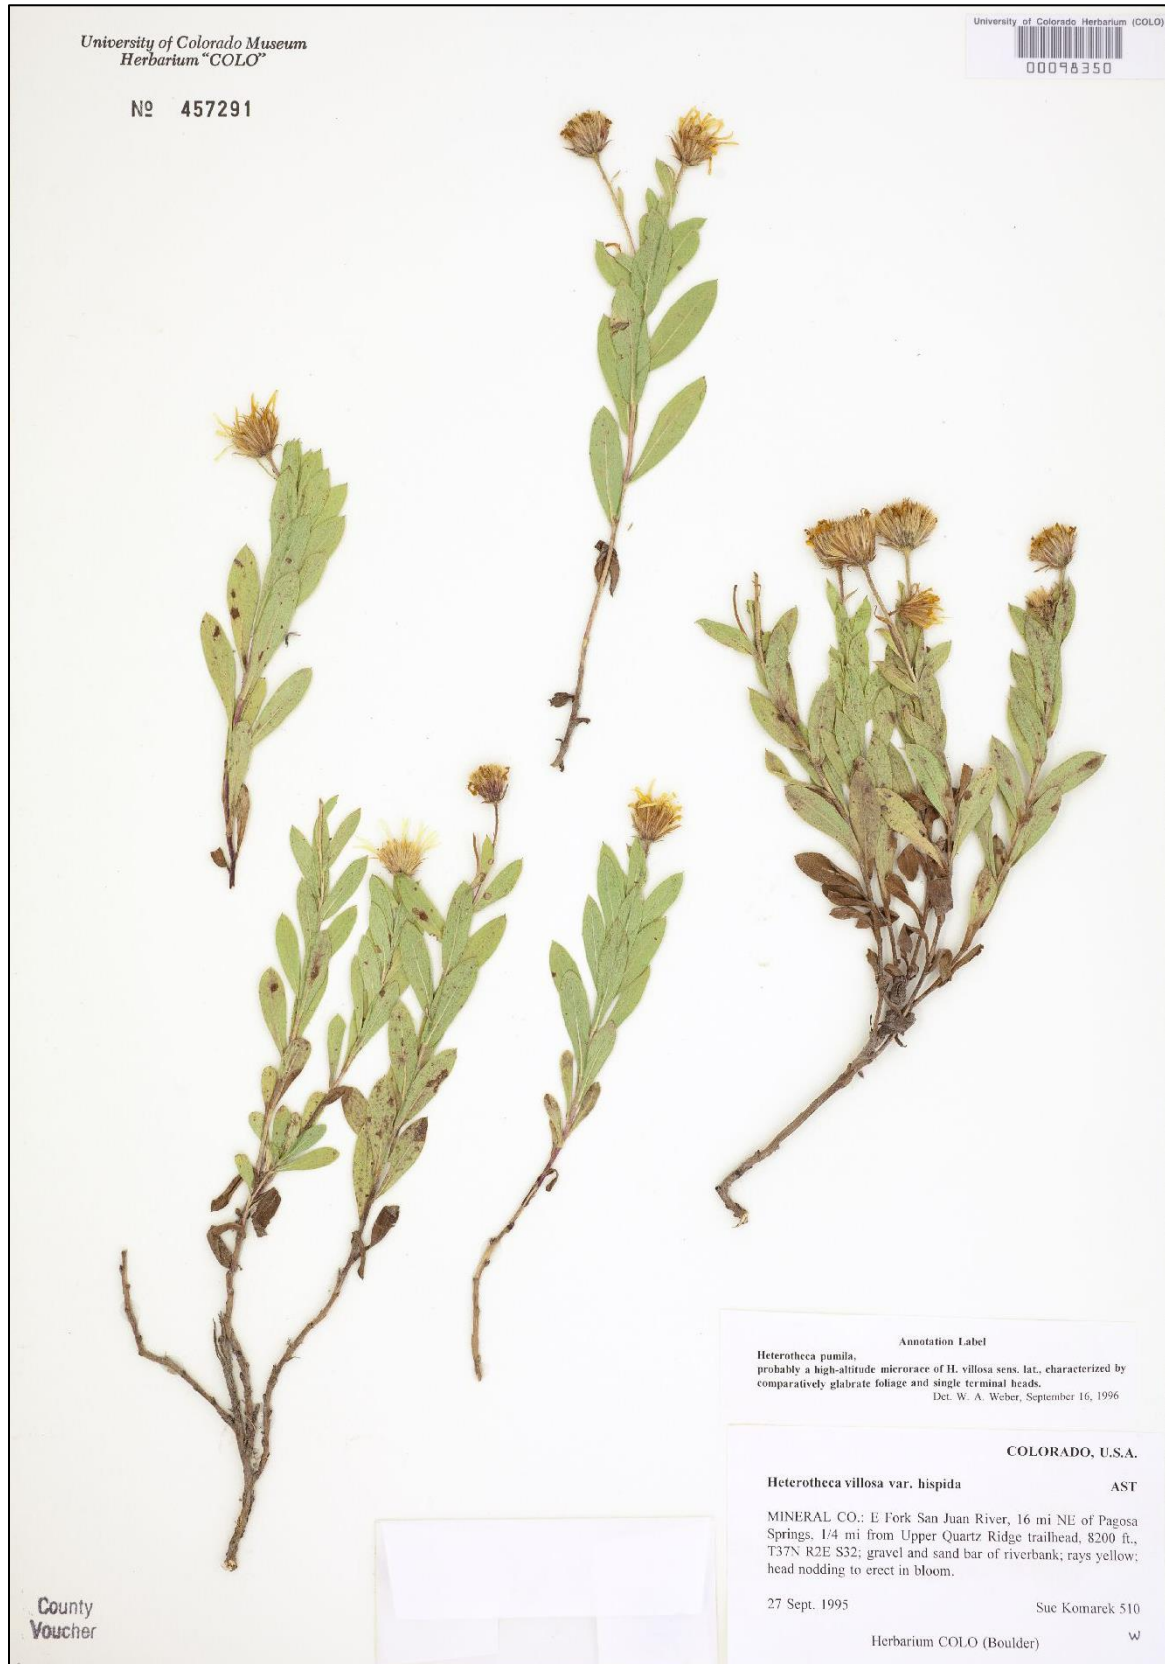 University of Colorado Museum
Herbarium "COLO"
№ 457291
University of Colorado Herbarium (COLO)
00098350
Annotation Label
Heterotheca pumila,
probably a high-altitude microrace of H. villosa sens. lat., characterized by
comparatively glabrate foliage and single terminal heads.
Det. W. A. Weber, September 16, 1996
COLORADO, U.S.A.
Heterotheca villosa var. hispida AST
MINERAL CO.: E Fork San Juan River, 16 mi NE of Pagosa
Springs, 1/4 mi from Upper Quartz Ridge trailhead, 8200 ft.,
T37N R2E S32; gravel and sand bar of riverbank; rays yellow;
head nodding to erect in bloom.
27 Sept. 1995 Sue Komarek 510
Herbarium COLO (Boulder) W
County
Voucher